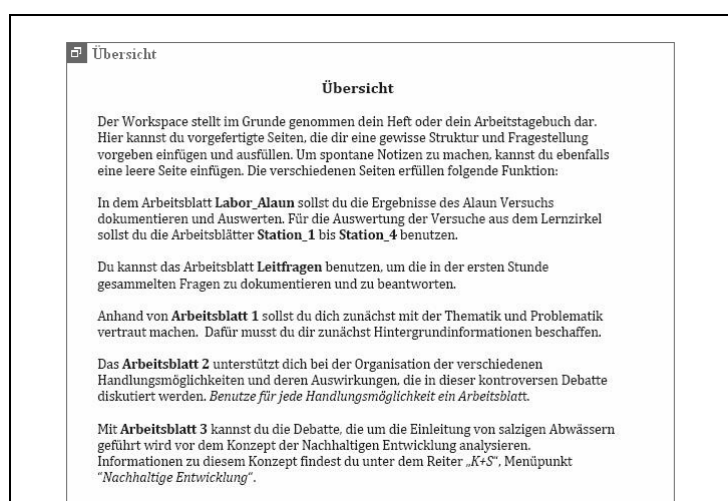 Übersicht
Übersicht
Der Workspace stellt im Grunde genommen dein Heft oder dein Arbeitstagebuch dar.
Hier kannst du vorgefertigte Seiten, die dir eine gewisse Struktur und Fragestellung
vorgeben einfügen und ausfüllen. Um spontane Notizen zu machen, kannst du ebenfalls
eine leere Seite einfügen. Die verschiedenen Seiten erfüllen folgende Funktion:
In dem Arbeitsblatt Labor_Alaun sollst du die Ergebnisse des Alaun Versuchs
dokumentieren und Auswerten. Für die Auswertung der Versuche aus dem Lernzirkel
sollst du die Arbeitsblätter Station_1 bis Station_4 benutzen.
Du kannst das Arbeitsblatt Leitfragen benutzen, um die in der ersten Stunde
gesammelten Fragen zu dokumentieren und zu beantworten.
Anhand von Arbeitsblatt 1 sollst du dich zunächst mit der Thematik und Problematik
vertraut machen. Dafür musst du dir zunächst Hintergrundinformationen beschaffen.
Das Arbeitsblatt 2 unterstützt dich bei der Organisation der verschiedenen
Handlungsmöglichkeiten und deren Auswirkungen, die in dieser kontroversen Debatte
diskutiert werden. Benutze für jede Handlungsmöglichkeit ein Arbeitsblatt.
Mit Arbeitsblatt 3 kannst du die Debatte, die um die Einleitung von salzigen Abwässern
geführt wird vor dem Konzept der Nachhaltigen Entwicklung analysieren.
Informationen zu diesem Konzept findest du unter dem Reiter „K+S“, Menüpunkt
“Nachhaltige Entwicklung“.